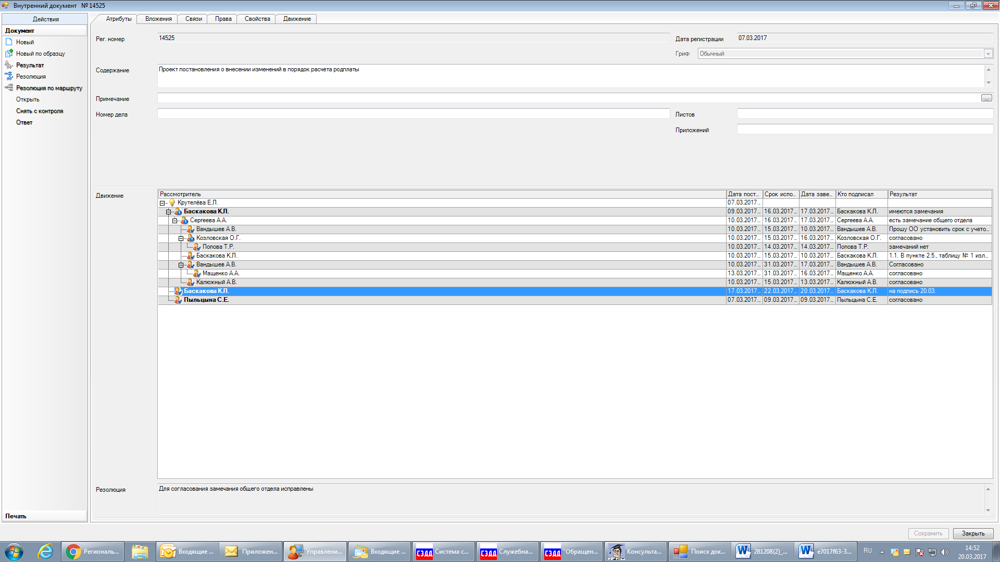 Внутренний документ № 14525
Действия
Документ
Новый
Новый по образцу
Результат
Резолюция
Резолюция по маршруту
Открыть
Снять с контроля
Ответ
Печать
Атрибуты Вложения Связи Права Свойства Движение
Рег. номер 14525 Дата регистрации 07.03.2017
Гриф Обычный
Содержание Проект постановления о внесении изменений в порядок расчета родплаты
Примечание ...
Номер дела Листов
Приложений
Движение
Рассмотритель Дата пост... Срок испо... Дата заве... Кто подписал Результат
Крутелёва Е.Л. 07.03.2017...
Баскакова К.Л. 09.03.2017... 16.03.2017... 17.03.2017... Баскакова К.Л. имеются замечания
Сергеева А.А. 10.03.2017... 16.03.2017... 17.03.2017... Сергеева А.А. есть замечание общего отдела
Вандышев А.В. 10.03.2017... 15.03.2017... 10.03.2017... Вандышев А.В. Прошу ОО установить срок с учето...
Козловская О.Г. 10.03.2017... 15.03.2017... 16.03.2017... Козловская О.Г. согласовано
Попова Т.Р. 10.03.2017... 14.03.2017... 14.03.2017... Попова Т.Р. замечаний нет
Баскакова К.Л. 10.03.2017... 15.03.2017... 10.03.2017... Баскакова К.Л. 1.1. В пункте 2.5., таблицу № 1 изл...
Вандышев А.В. 10.03.2017... 31.03.2017... 17.03.2017... Вандышев А.В. Согласовано
Мащенко А.А. 13.03.2017... 31.03.2017... 16.03.2017... Мащенко А.А. согласовано
Калюжный А.В. 10.03.2017... 15.03.2017... 13.03.2017... Калюжный А.В. согласовано
Баскакова К.Л. 17.03.2017... 22.03.2017... 20.03.2017... Баскакова К.Л. на подпись 20.03.
Пыльцына С.Е. 07.03.2017... 09.03.2017... 09.03.2017... Пыльцына С.Е. согласовано
Резолюция Для согласования замечания общего отдела исправлены
Сохранить Закрыть
Региональ... Входящие ... Приложен... Управлени... Входящие ... СЭДД Система с... СЭДД Служебна... СЭДД "Обращен... Консульта... Поиск док... 281208(2)_... e7017f63-3... RU 14:52
20.03.2017